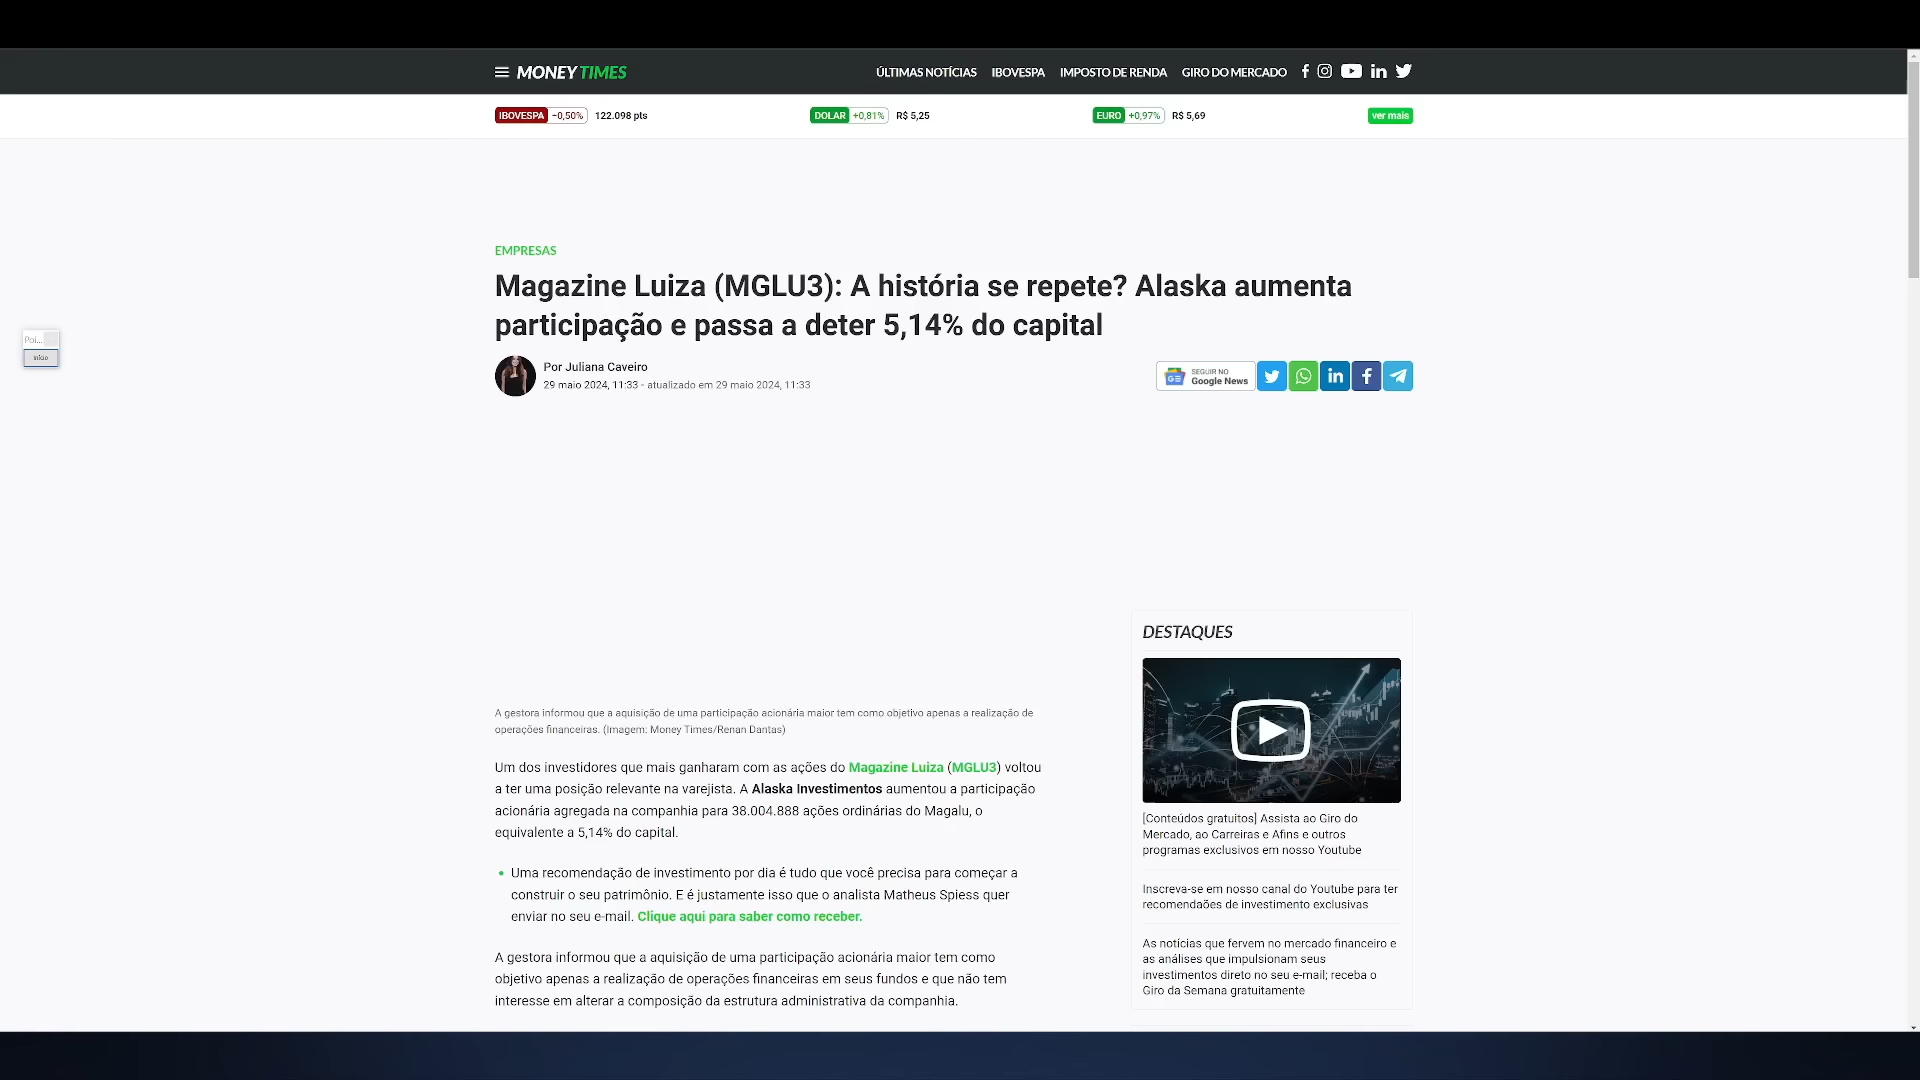 MONEY TIMES
ÚLTIMAS NOTÍCIAS IBOVESPA IMPOSTO DE RENDA GIRO DO MERCADO
IBOVESPA −0,50% 122.098 pts DOLAR +0,81% R$ 5,25 EURO +0,97% R$ 5,69 ver mais
EMPRESAS
Magazine Luiza (MGLU3): A história se repete? Alaska aumenta
participação e passa a deter 5,14% do capital
Poi...
Início
Por Juliana Caveiro
29 maio 2024, 11:33 - atualizado em 29 maio 2024, 11:33
SEGUIR NO
Google News
A gestora informou que a aquisição de uma participação acionária maior tem como objetivo apenas a realização de
operações financeiras. (Imagem: Money Times/Renan Dantas)
Um dos investidores que mais ganharam com as ações do Magazine Luiza (MGLU3) voltou
a ter uma posição relevante na varejista. A Alaska Investimentos aumentou a participação
acionária agregada na companhia para 38.004.888 ações ordinárias do Magalu, o
equivalente a 5,14% do capital.
• Uma recomendação de investimento por dia é tudo que você precisa para começar a
construir o seu patrimônio. E é justamente isso que o analista Matheus Spiess quer
enviar no seu e-mail. Clique aqui para saber como receber.
A gestora informou que a aquisição de uma participação acionária maior tem como
objetivo apenas a realização de operações financeiras em seus fundos e que não tem
interesse em alterar a composição da estrutura administrativa da companhia.
DESTAQUES
[Conteúdos gratuitos] Assista ao Giro do
Mercado, ao Carreiras e Afins e outros
programas exclusivos em nosso Youtube
Inscreva-se em nosso canal do Youtube para ter
recomendaões de investimento exclusivas
As notícias que fervem no mercado financeiro e
as análises que impulsionam seus
investimentos direto no seu e-mail; receba o
Giro da Semana gratuitamente